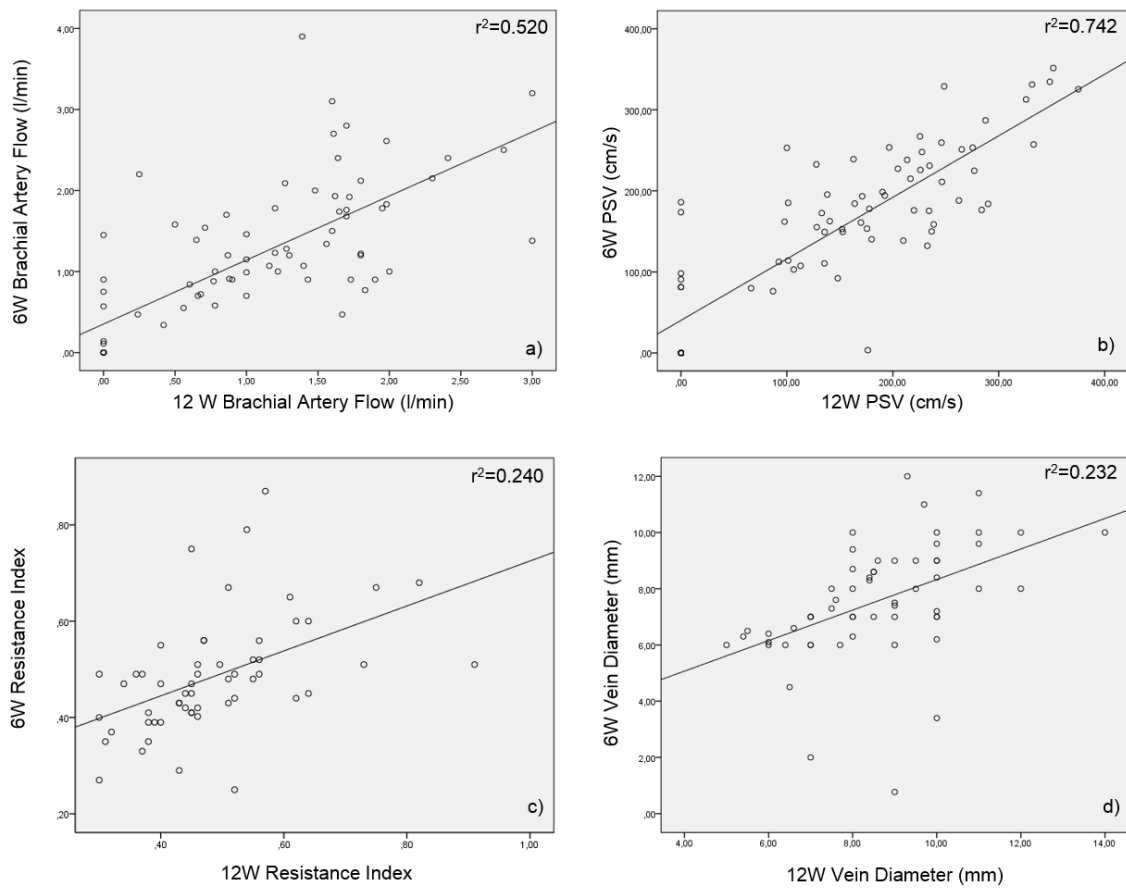 r²=0.520
6W Brachial Artery Flow (l/min)
4,00
3,00
2,00
1,00
,00
,00 ,50 1,00 1,50 2,00 2,50 3,00
12 W Brachial Artery Flow (l/min)
a)
r²=0.742
6W PSV (cm/s)
400,00
300,00
200,00
100,00
,00
,00 100,00 200,00 300,00 400,00
12W PSV (cm/s)
b)
r²=0.240
6W Resistance Index
,80
,60
,40
,20
,40 ,60 ,80 1,00
12W Resistance Index
c)
r²=0.232
6W Vein Diameter (mm)
12,00
10,00
8,00
6,00
4,00
2,00
,00
4,00 6,00 8,00 10,00 12,00 14,00
12W Vein Diameter (mm)
d)